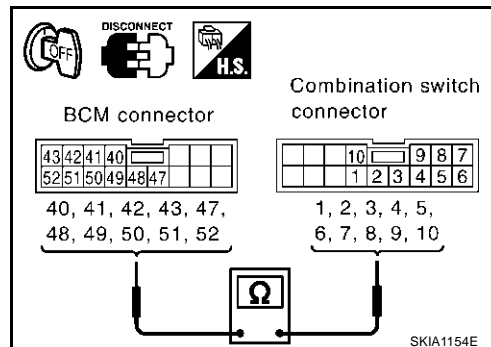 OFF
DISCONNECT
H.S.
Combination switch
connector
BCM connector
43 42 41 40
52 51 50 49 48 47
10 9 8 7
1 2 3 4 5 6
40, 41, 42, 43, 47,
48, 49, 50, 51, 52
1, 2, 3, 4, 5,
6, 7, 8, 9, 10
Ω
SKIA1154E